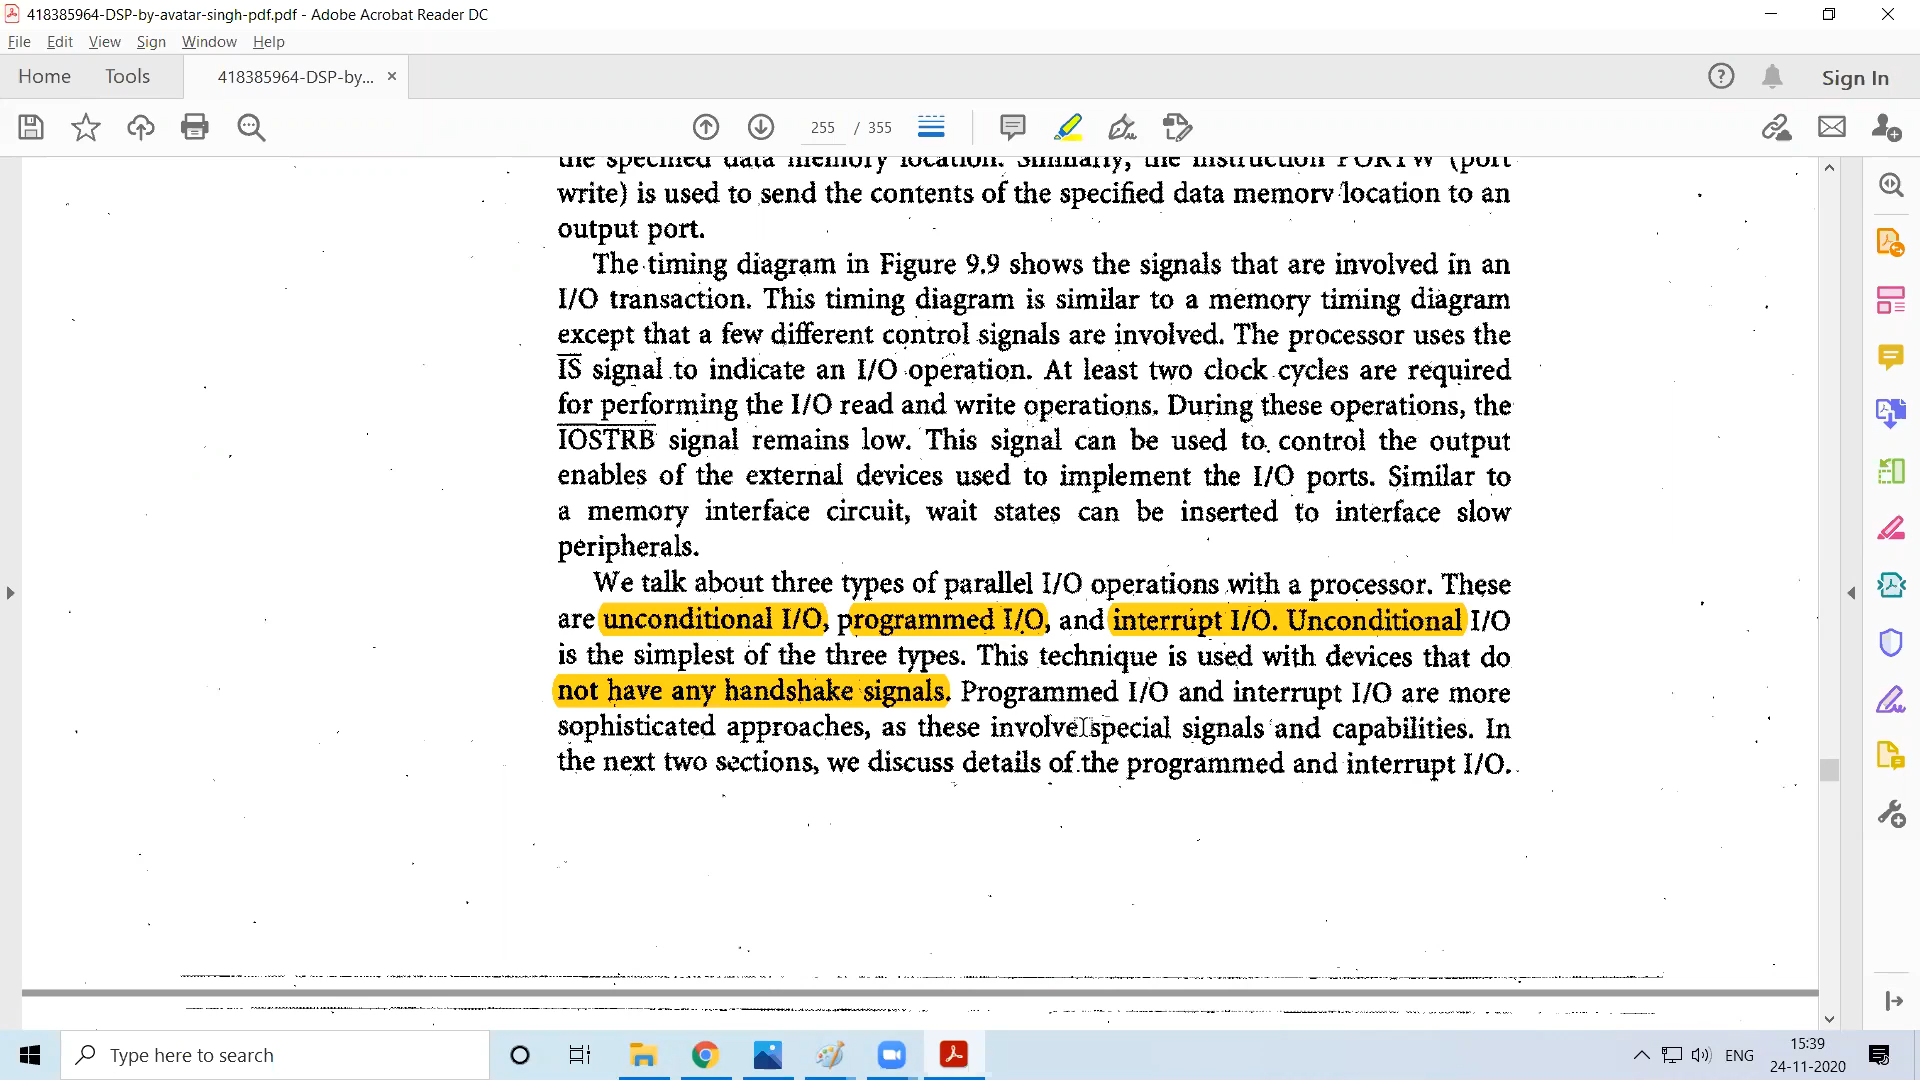 418385964-DSP-by-avatar-singh-pdf.pdf - Adobe Acrobat Reader DC
File Edit View Sign Window Help
Home Tools 418385964-DSP-by... × Sign In
255 / 355
the specified data memory location. Similarly, the instruction PORTW (port
write) is used to send the contents of the specified data memory location to an
output port.
The timing diagram in Figure 9.9 shows the signals that are involved in an
I/O transaction. This timing diagram is similar to a memory timing diagram
except that a few different control signals are involved. The processor uses the
IS signal to indicate an I/O operation. At least two clock cycles are required
for performing the I/O read and write operations. During these operations, the
IOSTRB signal remains low. This signal can be used to control the output
enables of the external devices used to implement the I/O ports. Similar to
a memory interface circuit, wait states can be inserted to interface slow
peripherals.
We talk about three types of parallel I/O operations with a processor. These
are unconditional I/O, programmed I/O, and interrupt I/O. Unconditional I/O
is the simplest of the three types. This technique is used with devices that do
not have any handshake signals. Programmed I/O and interrupt I/O are more
sophisticated approaches, as these involve special signals and capabilities. In
the next two sections, we discuss details of the programmed and interrupt I/O.
Type here to search
ENG
15:39
24-11-2020